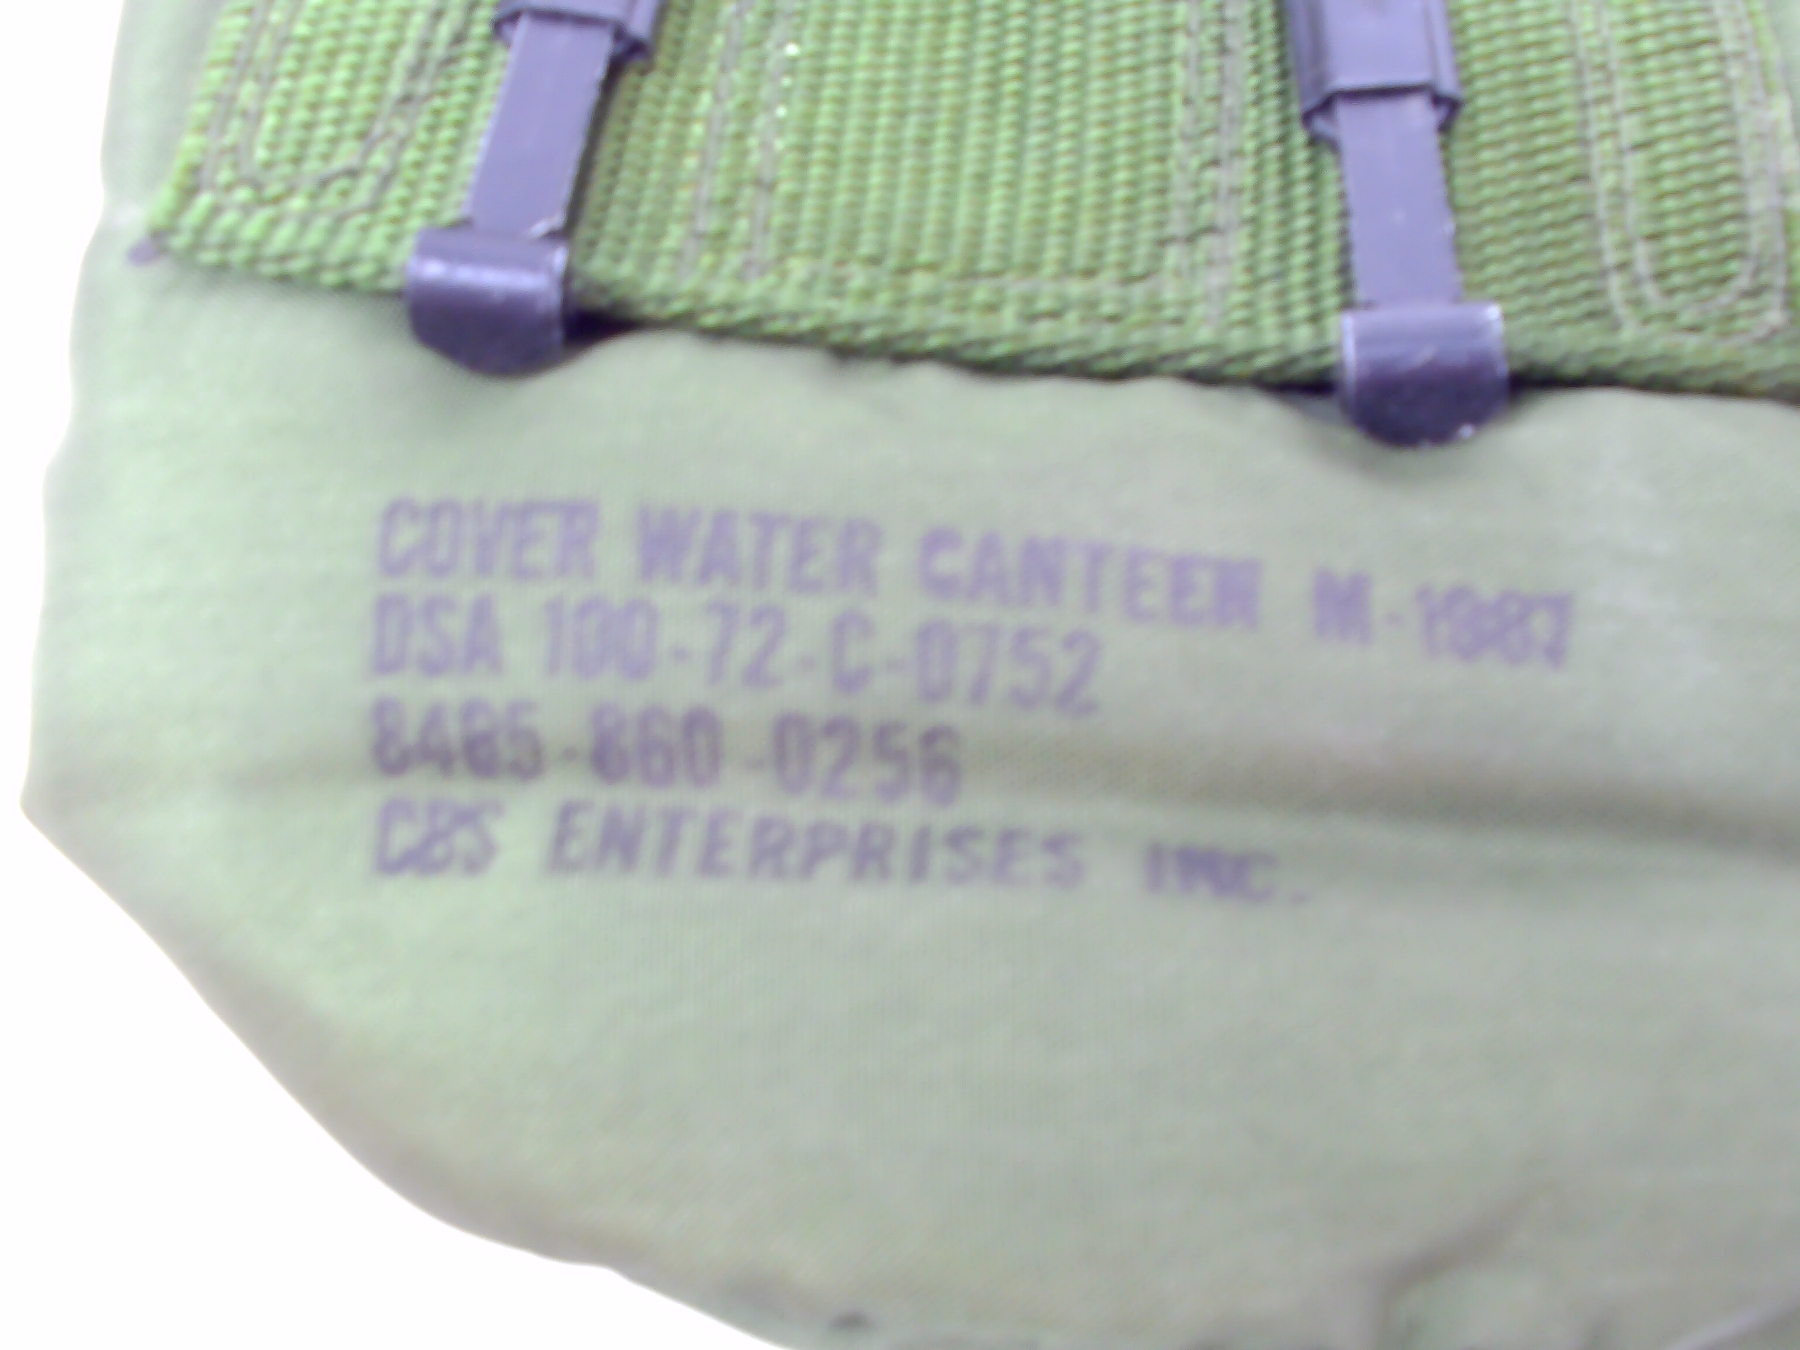 COVER WATER CANTEEN M-1967
DSA 100-72-C-0752
8465-860-0256
CBS ENTERPRISES INC.